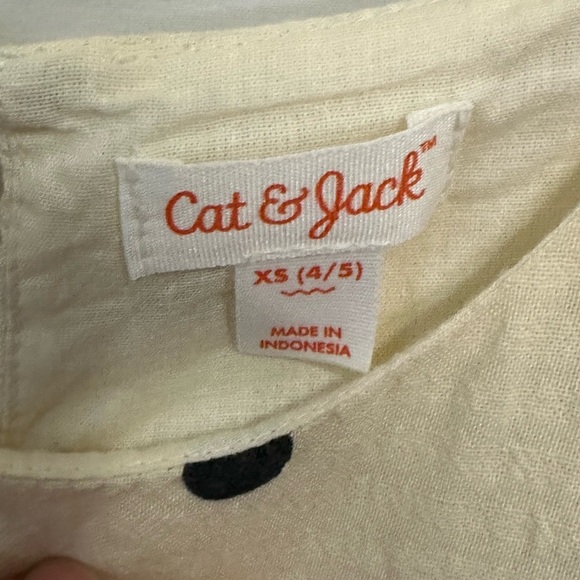 Cat & Jack™
XS (4/5)
MADE IN
INDONESIA